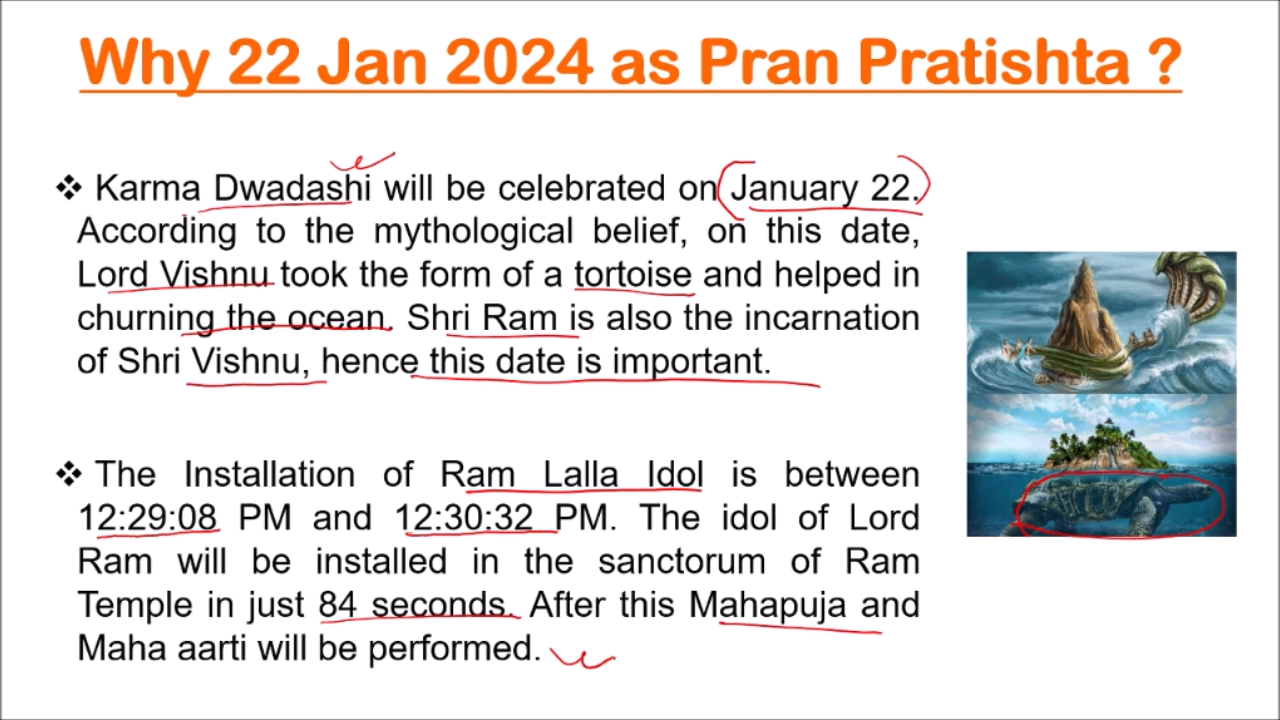 Why 22 Jan 2024 as Pran Pratishta ?
❖ Karma Dwadashi will be celebrated on January 22.
According to the mythological belief, on this date,
Lord Vishnu took the form of a tortoise and helped in
churning the ocean. Shri Ram is also the incarnation
of Shri Vishnu, hence this date is important.
❖ The Installation of Ram Lalla Idol is between
12:29:08 PM and 12:30:32 PM. The idol of Lord
Ram will be installed in the sanctorum of Ram
Temple in just 84 seconds. After this Mahapuja and
Maha aarti will be performed.